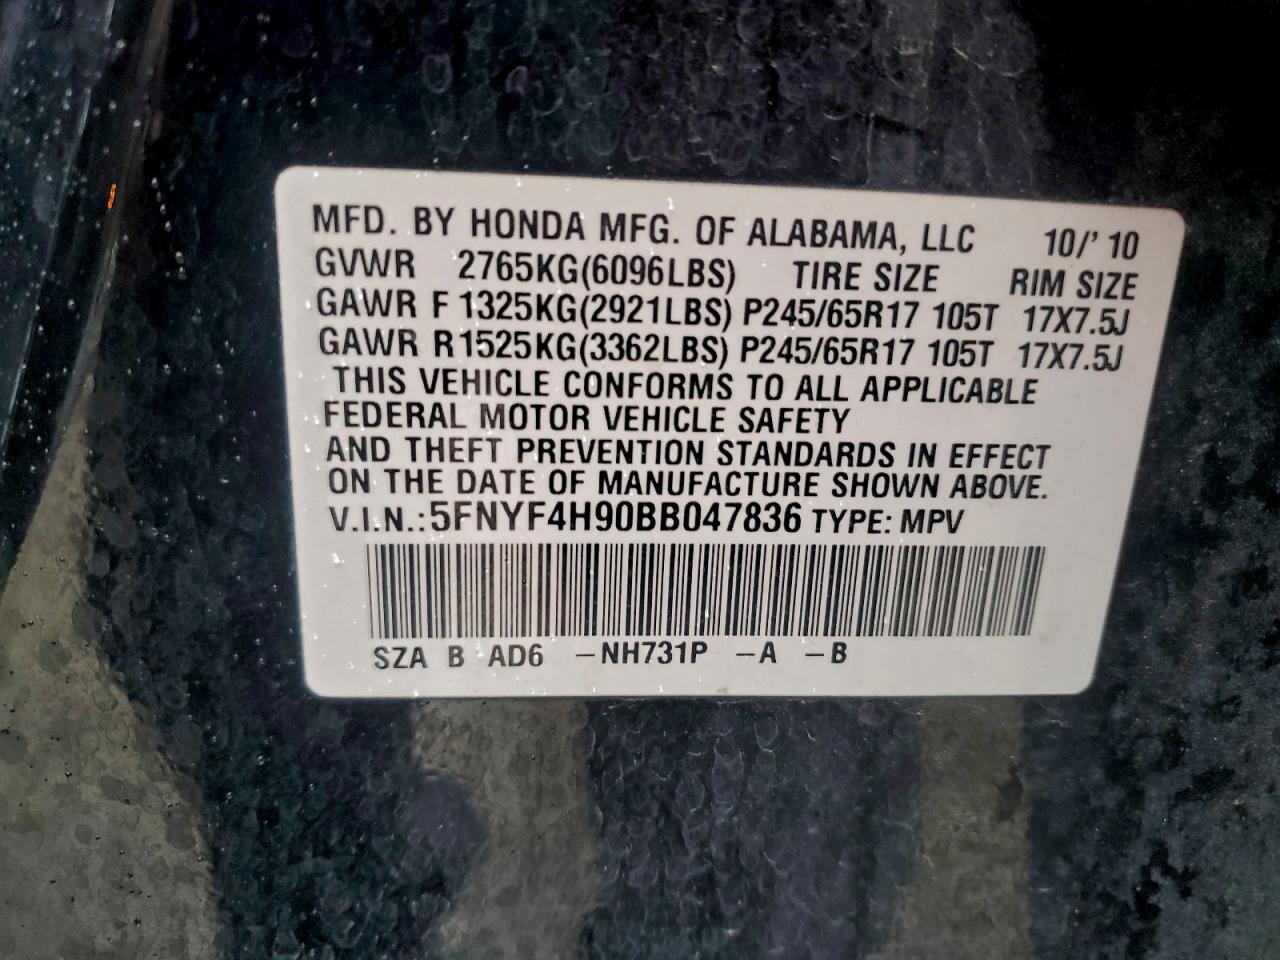 MFD. BY HONDA MFG. OF ALABAMA, LLC 10/'10
GVWR 2765KG(6096LBS) TIRE SIZE RIM SIZE
GAWR F 1325KG(2921LBS) P245/65R17 105T 17X7.5J
GAWR R 1525KG(3362LBS) P245/65R17 105T 17X7.5J
THIS VEHICLE CONFORMS TO ALL APPLICABLE
FEDERAL MOTOR VEHICLE SAFETY
AND THEFT PREVENTION STANDARDS IN EFFECT
ON THE DATE OF MANUFACTURE SHOWN ABOVE.
V.I.N.:5FNYF4H90BB047836 TYPE: MPV
SZA B AD6 -NH731P -A -B